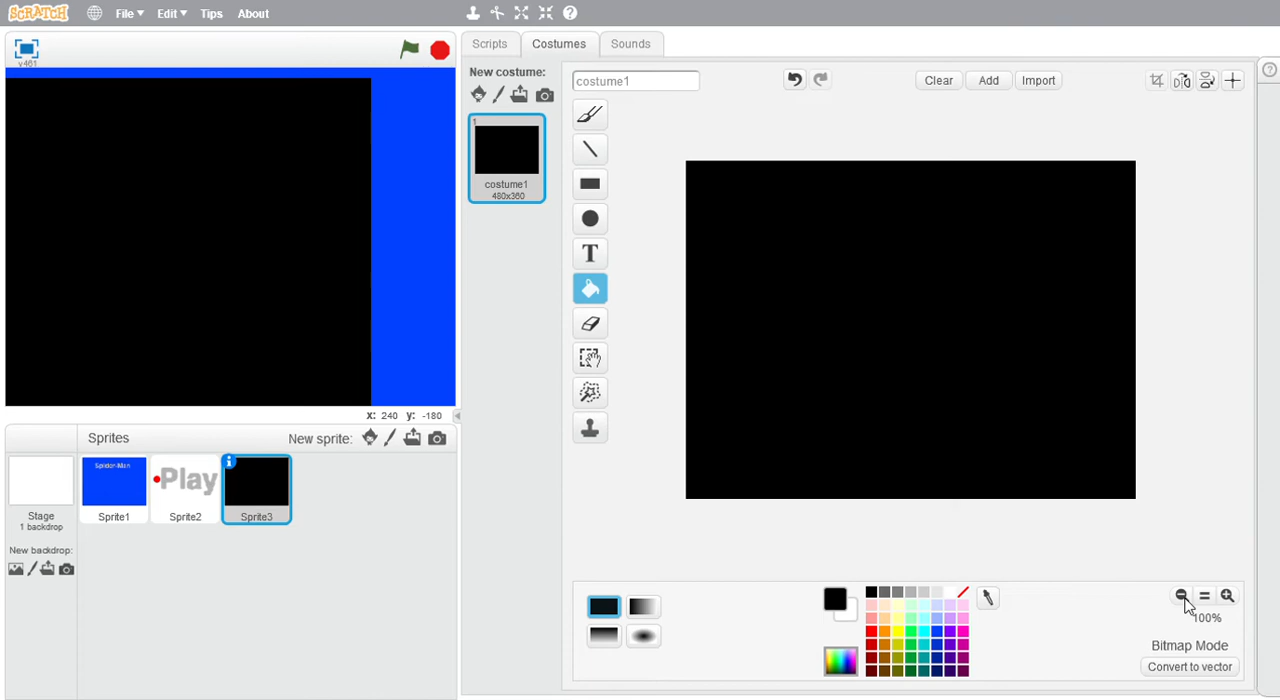 SCRATCH File Edit Tips About
v461
Scripts Costumes Sounds
New costume:
costume1
Clear Add Import
1
costume1
480x360
T
x: 240 y: -180
Sprites New sprite:
Spider-Man
Play
Stage
1 backdrop
Sprite1 Sprite2 Sprite3
New backdrop:
100%
Bitmap Mode
Convert to vector